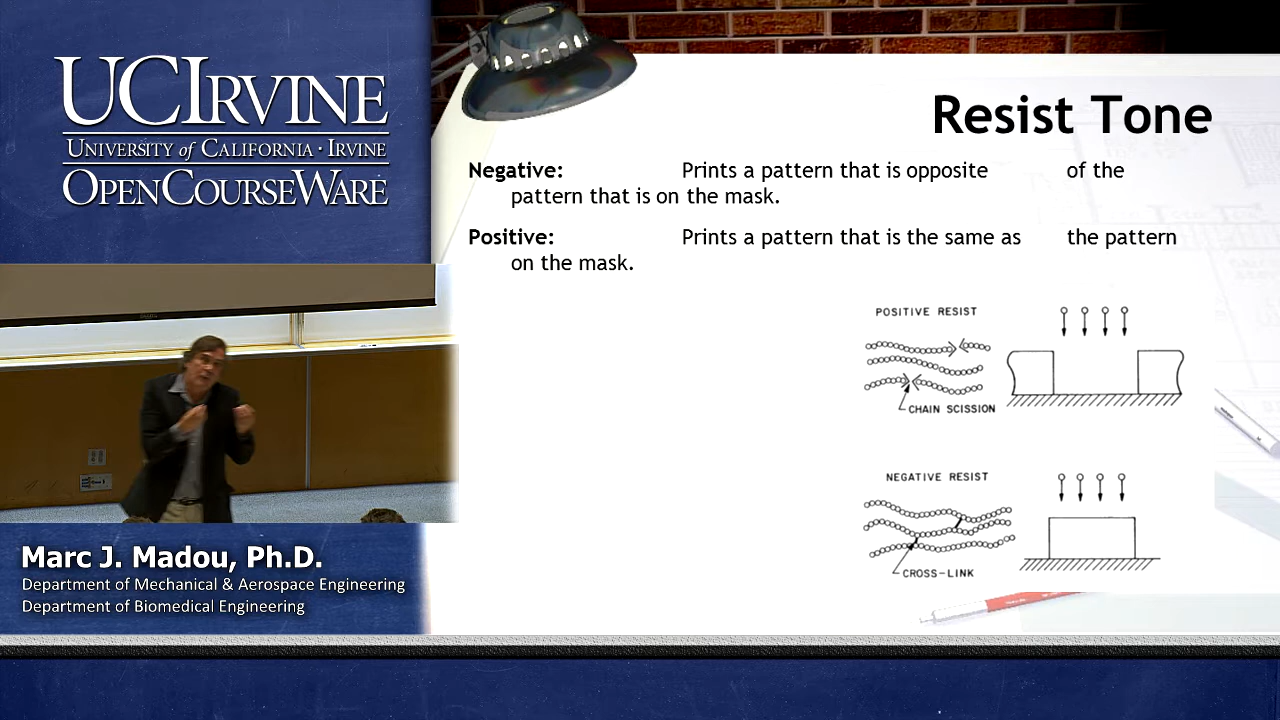 UCIRVINE
UNIVERSITY of CALIFORNIA · IRVINE
OPENCOURSEWARE
Resist Tone
Negative: Prints a pattern that is opposite of the
pattern that is on the mask.
Positive: Prints a pattern that is the same as the pattern
on the mask.
POSITIVE RESIST
CHAIN SCISSION
NEGATIVE RESIST
CROSS-LINK
Marc J. Madou, Ph.D.
Department of Mechanical & Aerospace Engineering
Department of Biomedical Engineering